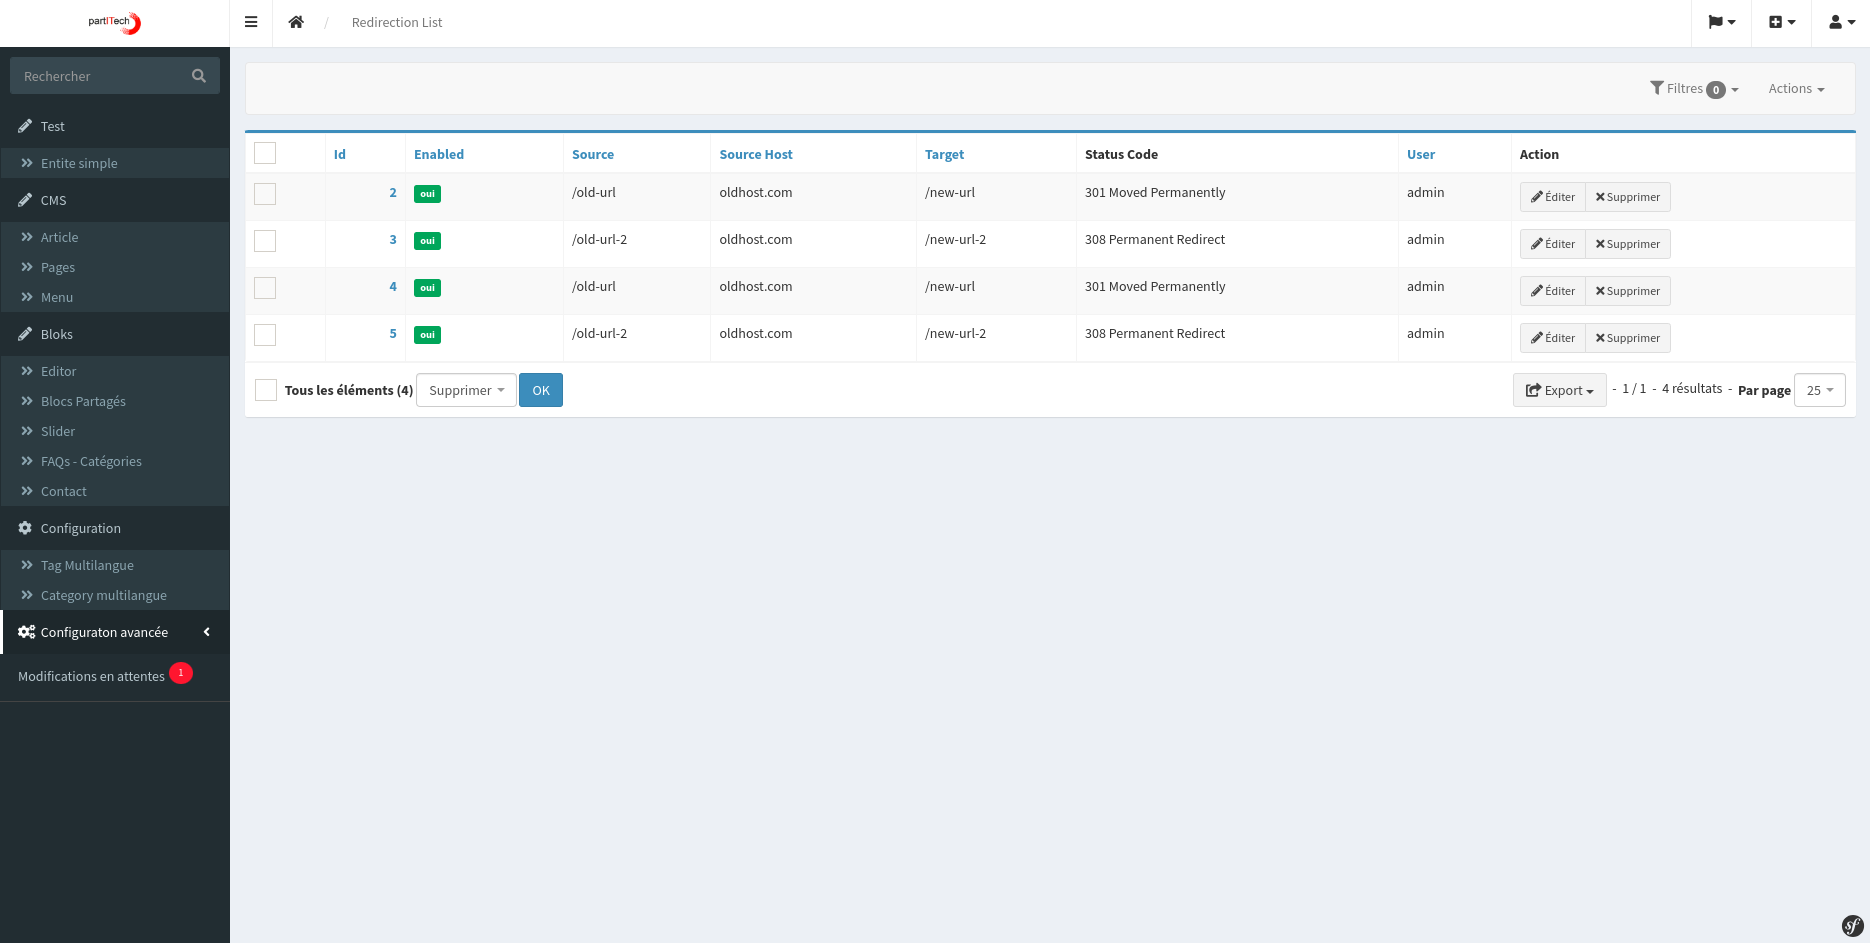 partITech
Redirection List
Rechercher
Test
Entite simple
CMS
Article
Pages
Menu
Bloks
Editor
Blocs Partagés
Slider
FAQs - Catégories
Contact
Configuration
Tag Multilangue
Category multilangue
Configuraton avancée
Modifications en attentes 1
Filtres 0 Actions
Id Enabled Source Source Host Target Status Code User Action
2 oui /old-url oldhost.com /new-url 301 Moved Permanently admin Éditer Supprimer
3 oui /old-url-2 oldhost.com /new-url-2 308 Permanent Redirect admin Éditer Supprimer
4 oui /old-url oldhost.com /new-url 301 Moved Permanently admin Éditer Supprimer
5 oui /old-url-2 oldhost.com /new-url-2 308 Permanent Redirect admin Éditer Supprimer
Tous les éléments (4) Supprimer OK Export - 1 / 1 - 4 résultats - Par page 25
sf